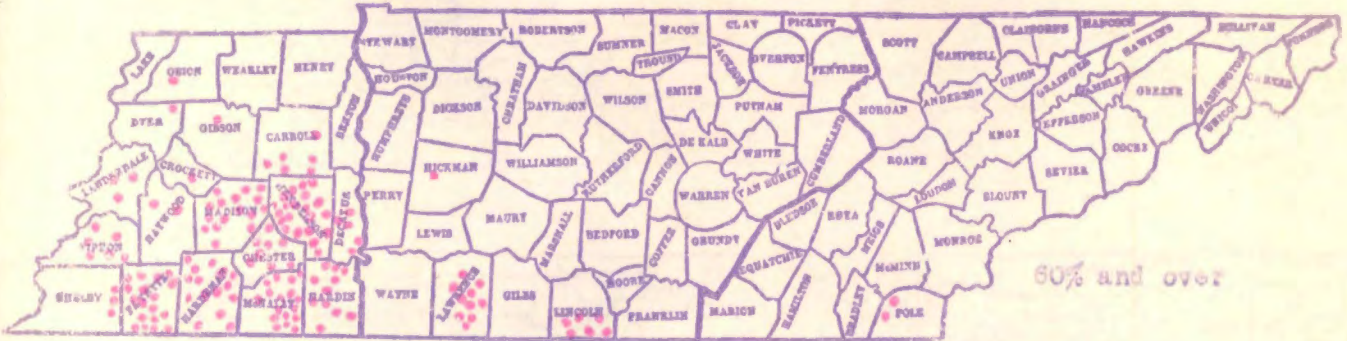 STEWART MONTGOMERY ROBERTSON SUMNER MACON CLAY PICKETT SCOTT CAMPBELL CLAIBORNE HANCOCK HAWKINS SULLIVAN JOHNSON
LAKE OBION WEAKLEY HENRY HOUSTON TROUSD JACKSON OVERTON FENTRESS UNION GRAINGER HAMBLEN GREENE WASHINGTON CARTER
BENTON HUMPHREYS DICKSON CHEATHAM DAVIDSON WILSON SMITH PUTNAM MORGAN ANDERSON KNOX JEFFERSON UNICOI
DYER GIBSON CARROLL DE KALB WHITE CUMBERLAND ROANE COCKE
LAUDERDALE CROCKETT HICKMAN WILLIAMSON RUTHERFORD CANNON WARREN VAN BUREN LOUDON BLOUNT SEVIER
HAYWOOD MADISON HENDERSON DECATUR PERRY LEWIS MAURY MARSHALL BEDFORD COFFEE GRUNDY BLEDSOE RHEA MEIGS MONROE
TIPTON CHESTER MOORE SEQUATCHIE HAMILTON MCMINN
SHELBY FAYETTE HARDEMAN MCNAIRY HARDIN WAYNE LAWRENCE GILES LINCOLN FRANKLIN MARION BRADLEY POLK
60% and over